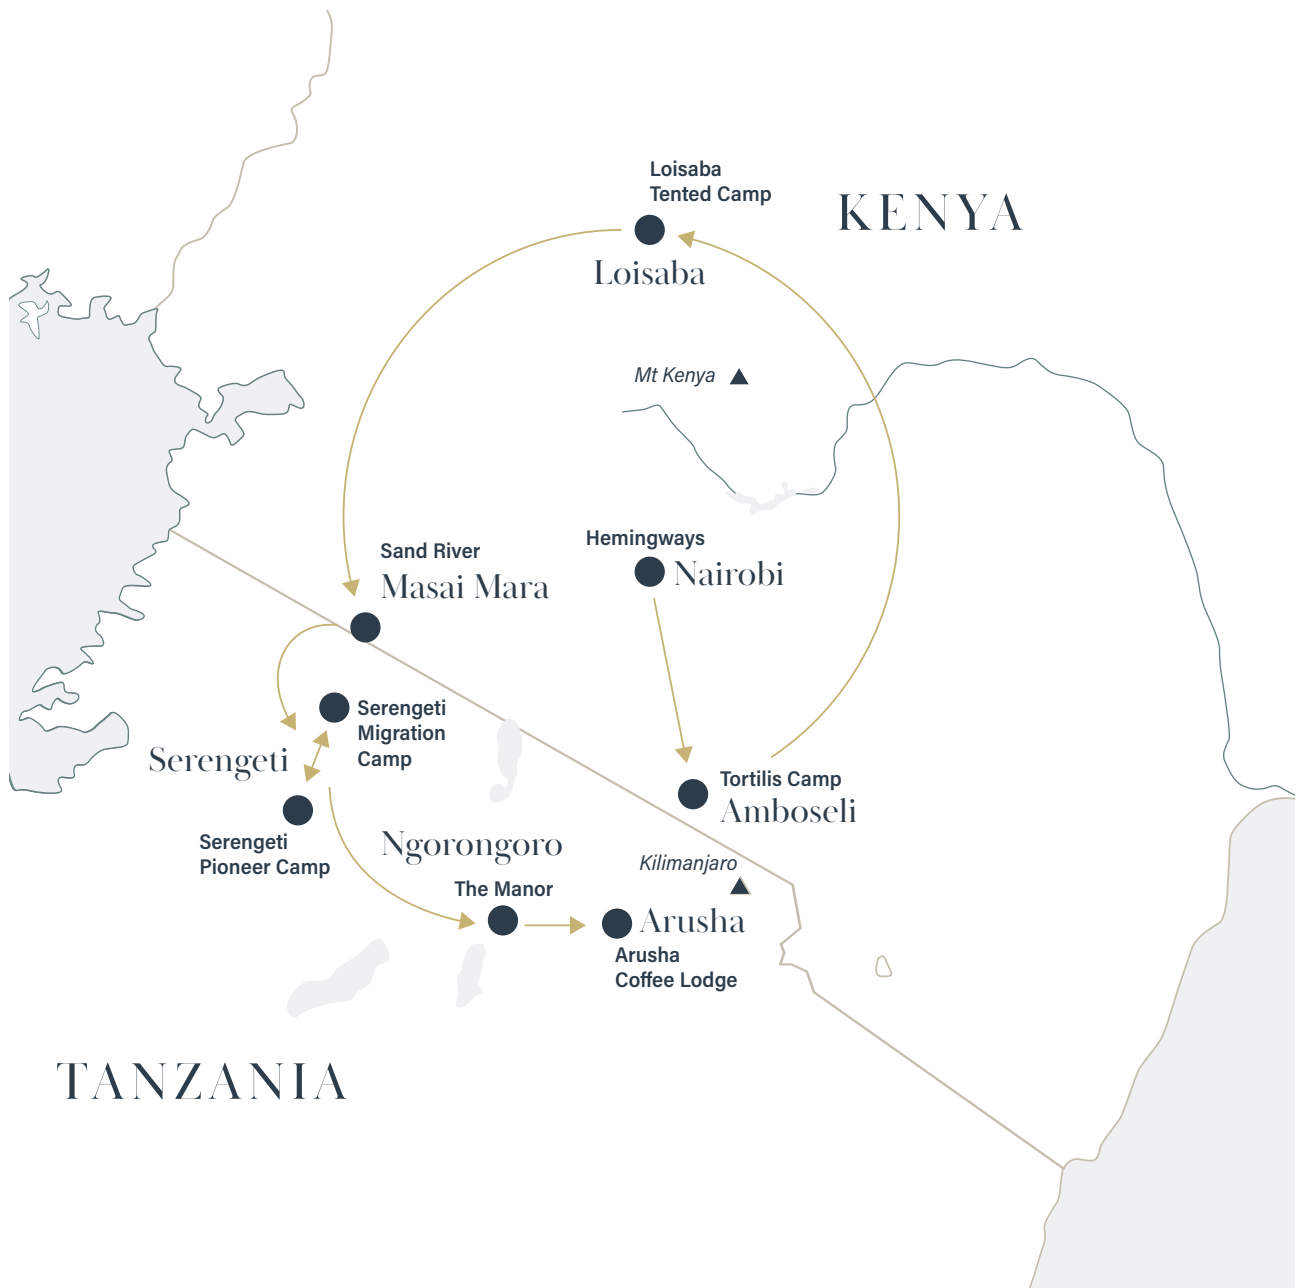 Loisaba
Tented Camp
KENYA
Loisaba
Mt Kenya
Hemingways
Nairobi
Sand River
Masai Mara
Serengeti
Migration
Camp
Serengeti
Tortilis Camp
Amboseli
Serengeti
Pioneer Camp
Ngorongoro
Kilimanjaro
The Manor
Arusha
Arusha
Coffee Lodge
TANZANIA